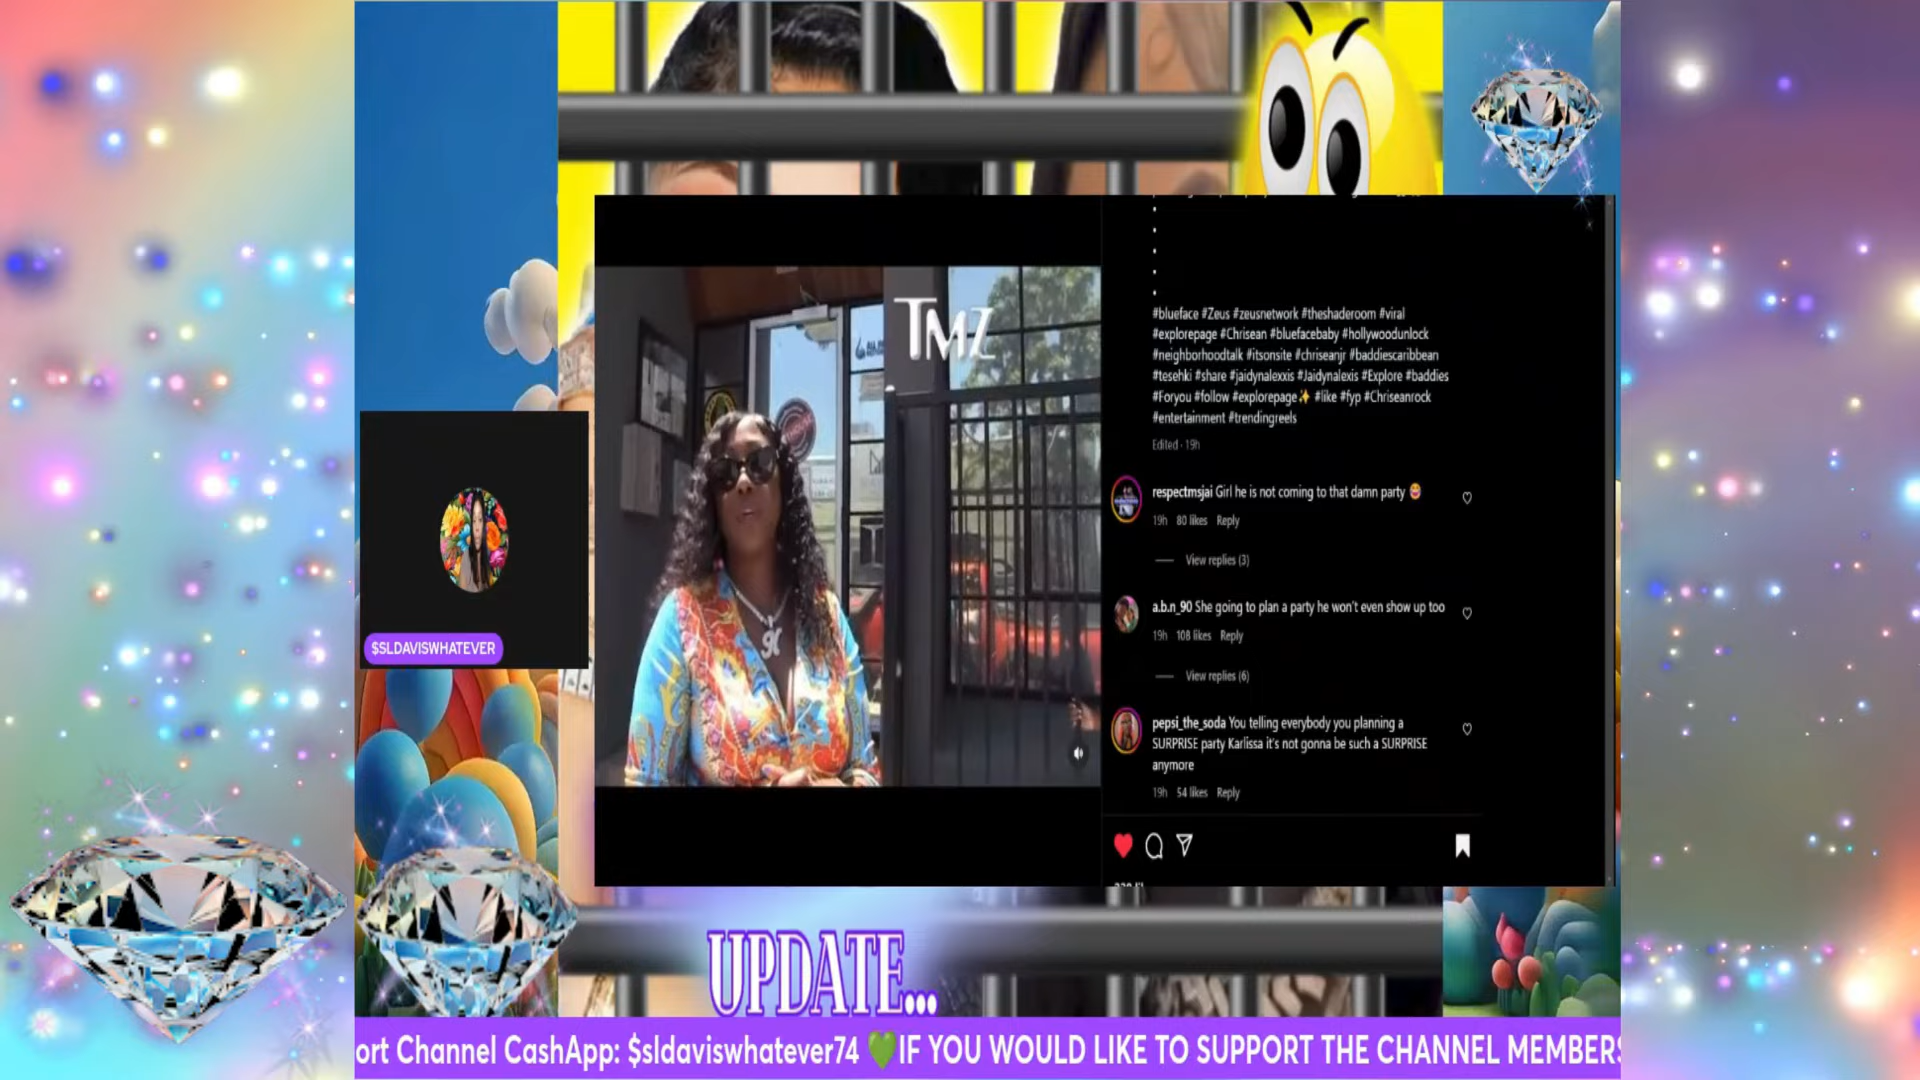 TMZ
#blueface #Zeus #zeusnetwork #theshaderoom #viral
#explorepage #Chrisean #bluefacebaby #hollywoodunlock
#neighborhoodtalk #itsonsite #chriseanjr #baddiescaribbean
#tesehki #share #jaidynalexxis #Jaidynalexis #Explore #baddies
#Foryou #follow #explorepage✨ #like #fyp #Chriseanrock
#entertainment #trendingreels
Edited · 19h
respectmsjai Girl he is not coming to that damn party 😂
19h 80 likes Reply
View replies (3)
a.b.n_90 She going to plan a party he won't even show up too
19h 108 likes Reply
View replies (6)
pepsi_the_soda You telling everybody you planning a
SURPRISE party Karlissa it's not gonna be such a SURPRISE
anymore
19h 54 likes Reply
$SLDAVISWHATEVER
UPDATE...
ort Channel CashApp: $sldaviswhatever74 💚IF YOU WOULD LIKE TO SUPPORT THE CHANNEL MEMBERS